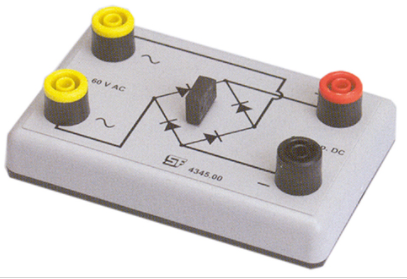 ~
60 V AC
~
p. DC
−
SF 4345.00